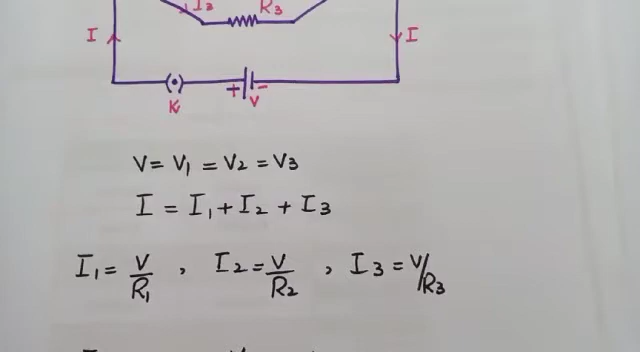 I3 R3
I I
+ -
K V
V = V1 = V2 = V3
I = I1 + I2 + I3
I1 = V/R1 , I2 = V/R2 , I3 = V/R3